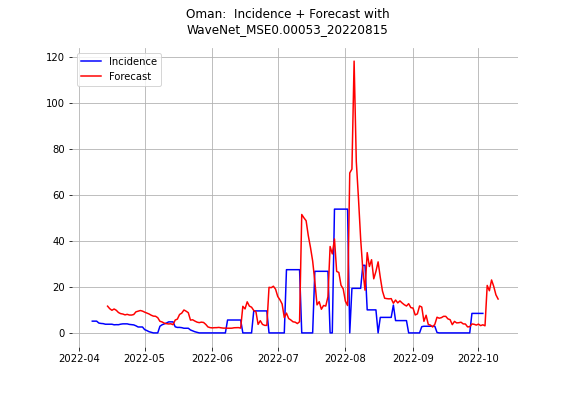 Oman:  Incidence + Forecast with
WaveNet_MSE0.00053_20220815
Incidence
Forecast
120
100
80
60
40
20
0
2022-04 2022-05 2022-06 2022-07 2022-08 2022-09 2022-10